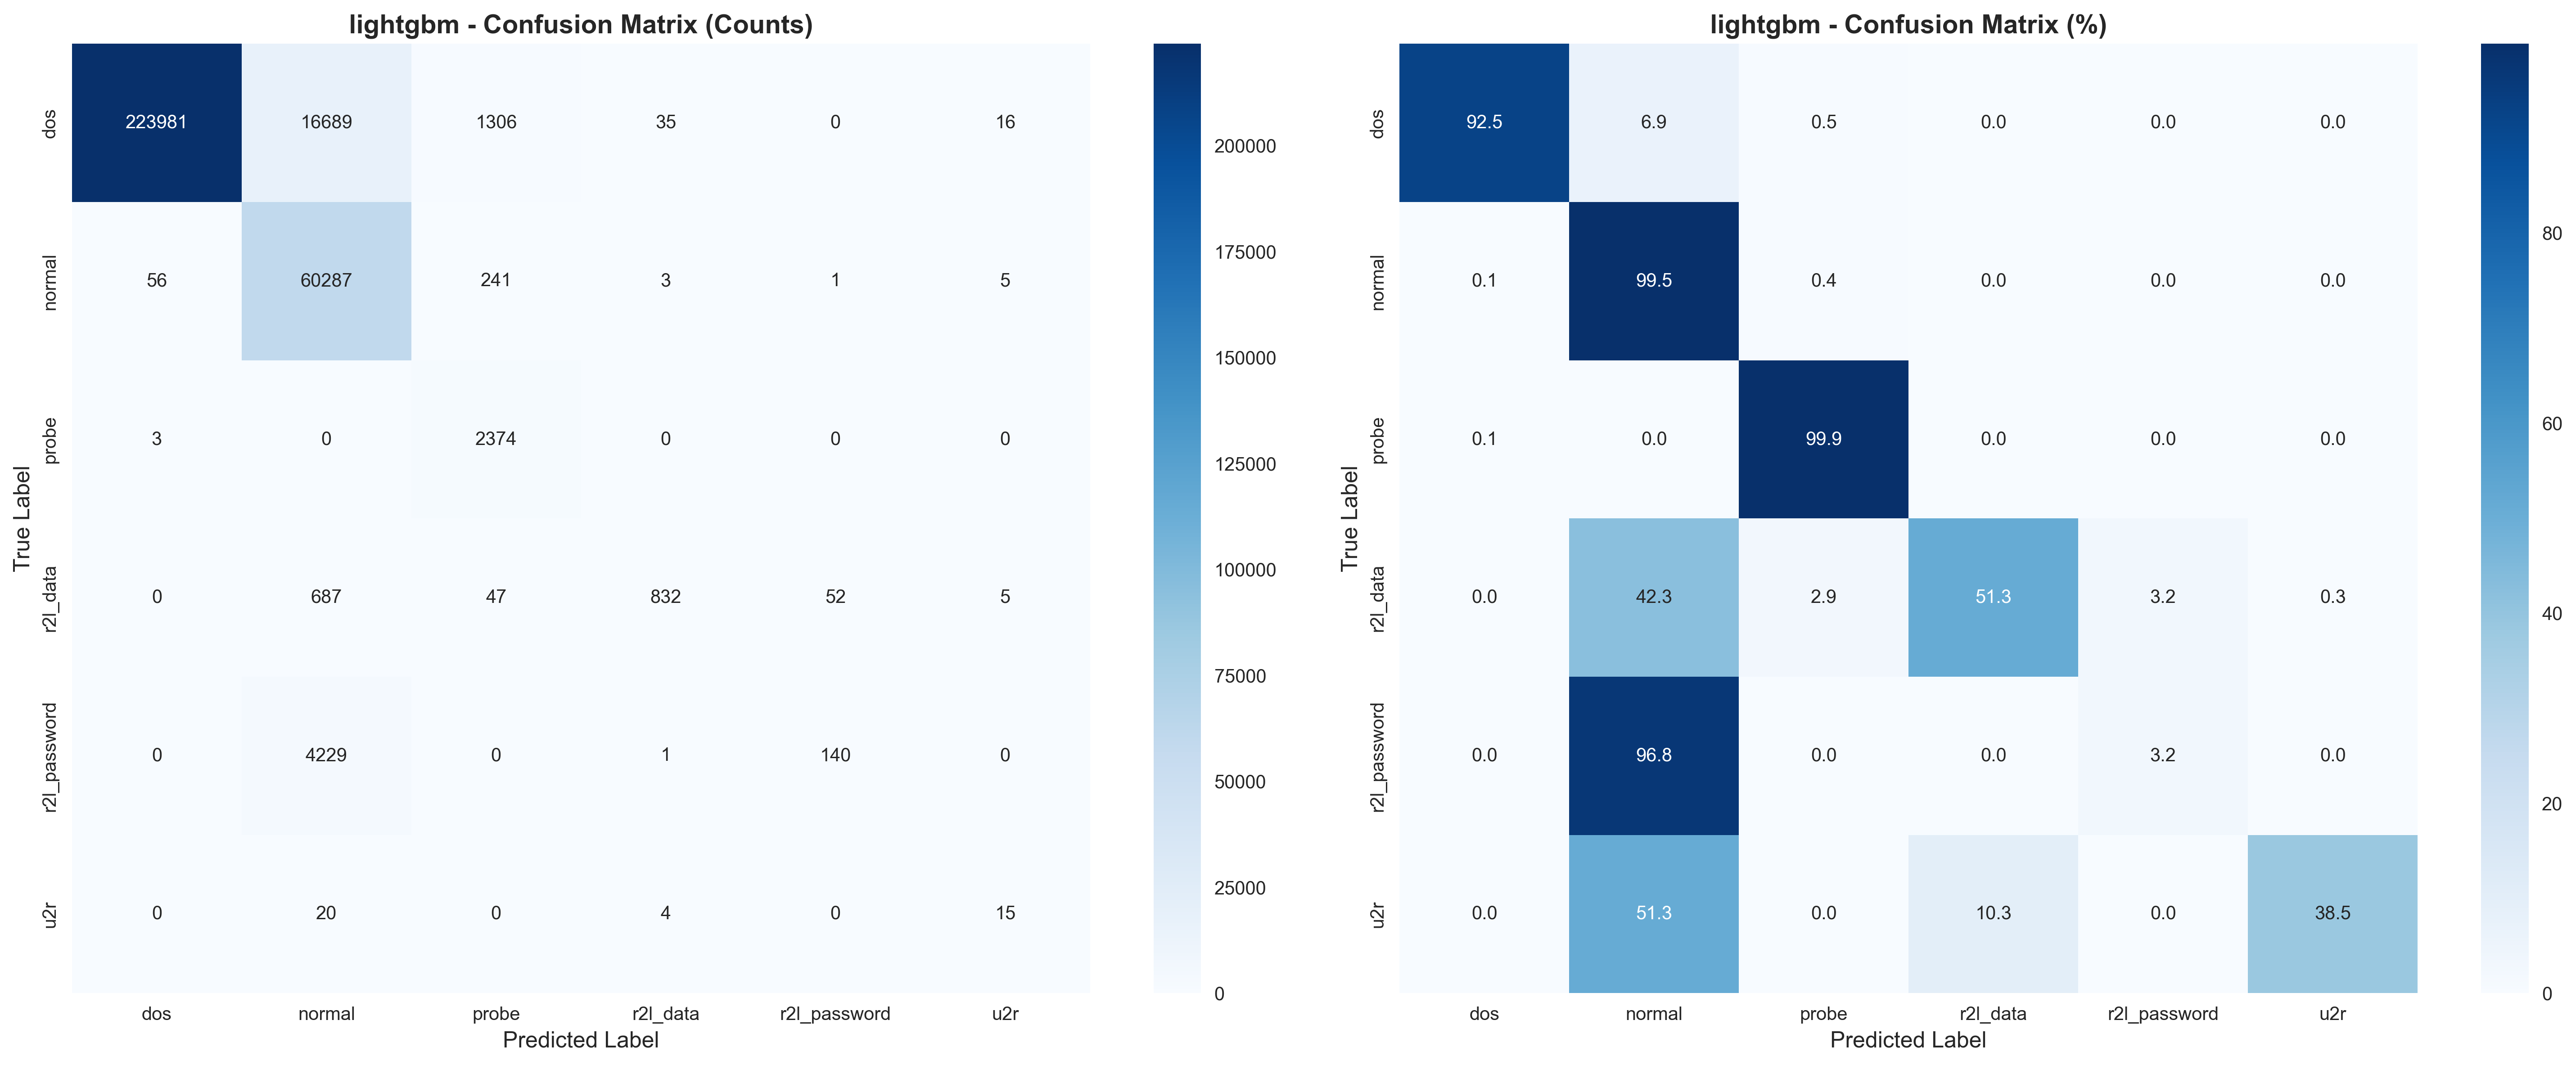 lightgbm - Confusion Matrix (Counts)
dos 223981 16689 1306 35 0 16
normal 56 60287 241 3 1 5
probe 3 0 2374 0 0 0
r2l_data 0 687 47 832 52 5
r2l_password 0 4229 0 1 140 0
u2r 0 20 0 4 0 15
dos normal probe r2l_data r2l_password u2r
Predicted Label
True Label
200000
175000
150000
125000
100000
75000
50000
25000
0
lightgbm - Confusion Matrix (%)
dos 92.5 6.9 0.5 0.0 0.0 0.0
normal 0.1 99.5 0.4 0.0 0.0 0.0
probe 0.1 0.0 99.9 0.0 0.0 0.0
r2l_data 0.0 42.3 2.9 51.3 3.2 0.3
r2l_password 0.0 96.8 0.0 0.0 3.2 0.0
u2r 0.0 51.3 0.0 10.3 0.0 38.5
dos normal probe r2l_data r2l_password u2r
Predicted Label
True Label
80
60
40
20
0